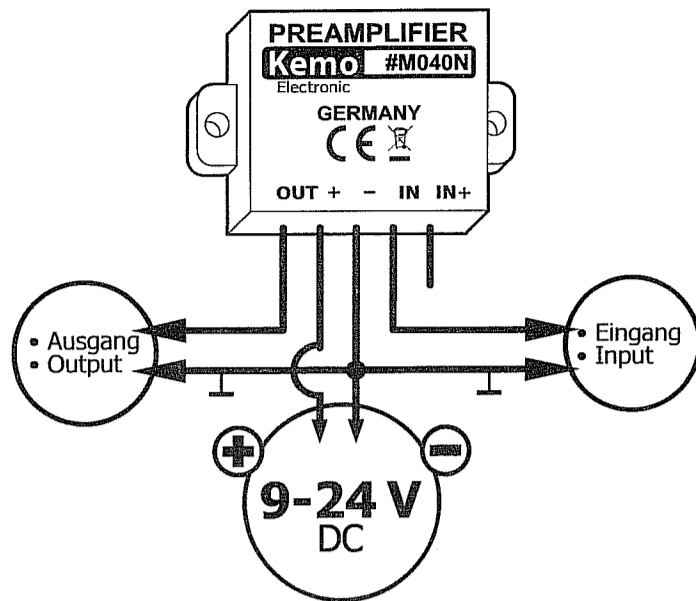 PREAMPLIFIER
Kemo #M040N
Electronic
GERMANY
CE
OUT + − IN IN+
• Ausgang
• Output
• Eingang
• Input
+ −
9-24 V
DC